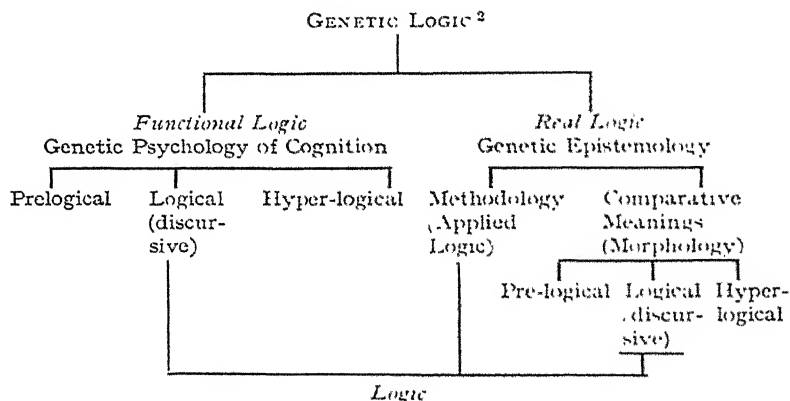 GENETIC LOGIC ²
Functional Logic
Genetic Psychology of Cognition
Real Logic
Genetic Epistemology
Prelogical
Logical
(discur-
sive)
Hyper-logical
Methodology
(Applied
Logic)
Comparative
Meanings
(Morphology)
Pre-logical
Logical
(discur-
sive)
Hyper-
logical
Logic